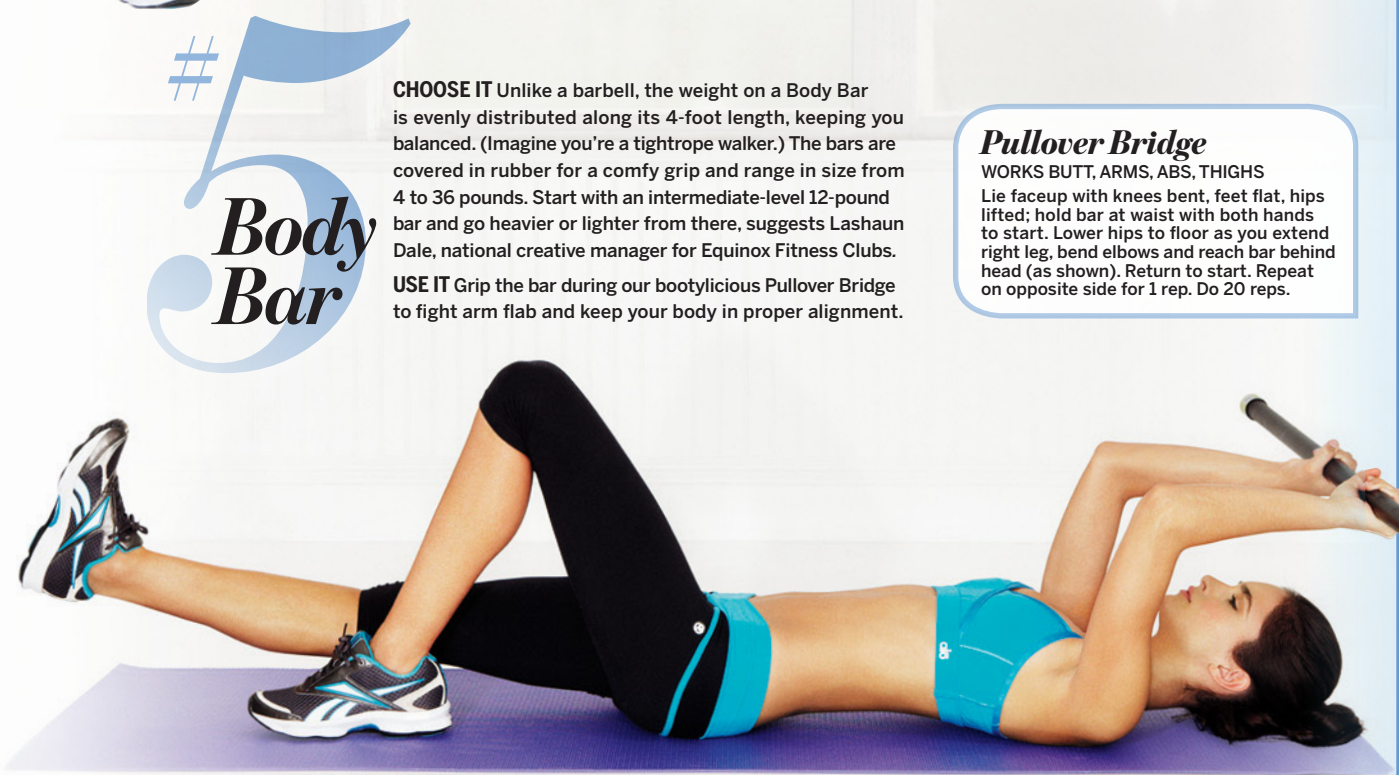 #5
Body
Bar
CHOOSE IT Unlike a barbell, the weight on a Body Bar
is evenly distributed along its 4-foot length, keeping you
balanced. (Imagine you're a tightrope walker.) The bars are
covered in rubber for a comfy grip and range in size from
4 to 36 pounds. Start with an intermediate-level 12-pound
bar and go heavier or lighter from there, suggests Lashaun
Dale, national creative manager for Equinox Fitness Clubs.
USE IT Grip the bar during our bootylicious Pullover Bridge
to fight arm flab and keep your body in proper alignment.
Pullover Bridge
WORKS BUTT, ARMS, ABS, THIGHS
Lie faceup with knees bent, feet flat, hips
lifted; hold bar at waist with both hands
to start. Lower hips to floor as you extend
right leg, bend elbows and reach bar behind
head (as shown). Return to start. Repeat
on opposite side for 1 rep. Do 20 reps.
alo